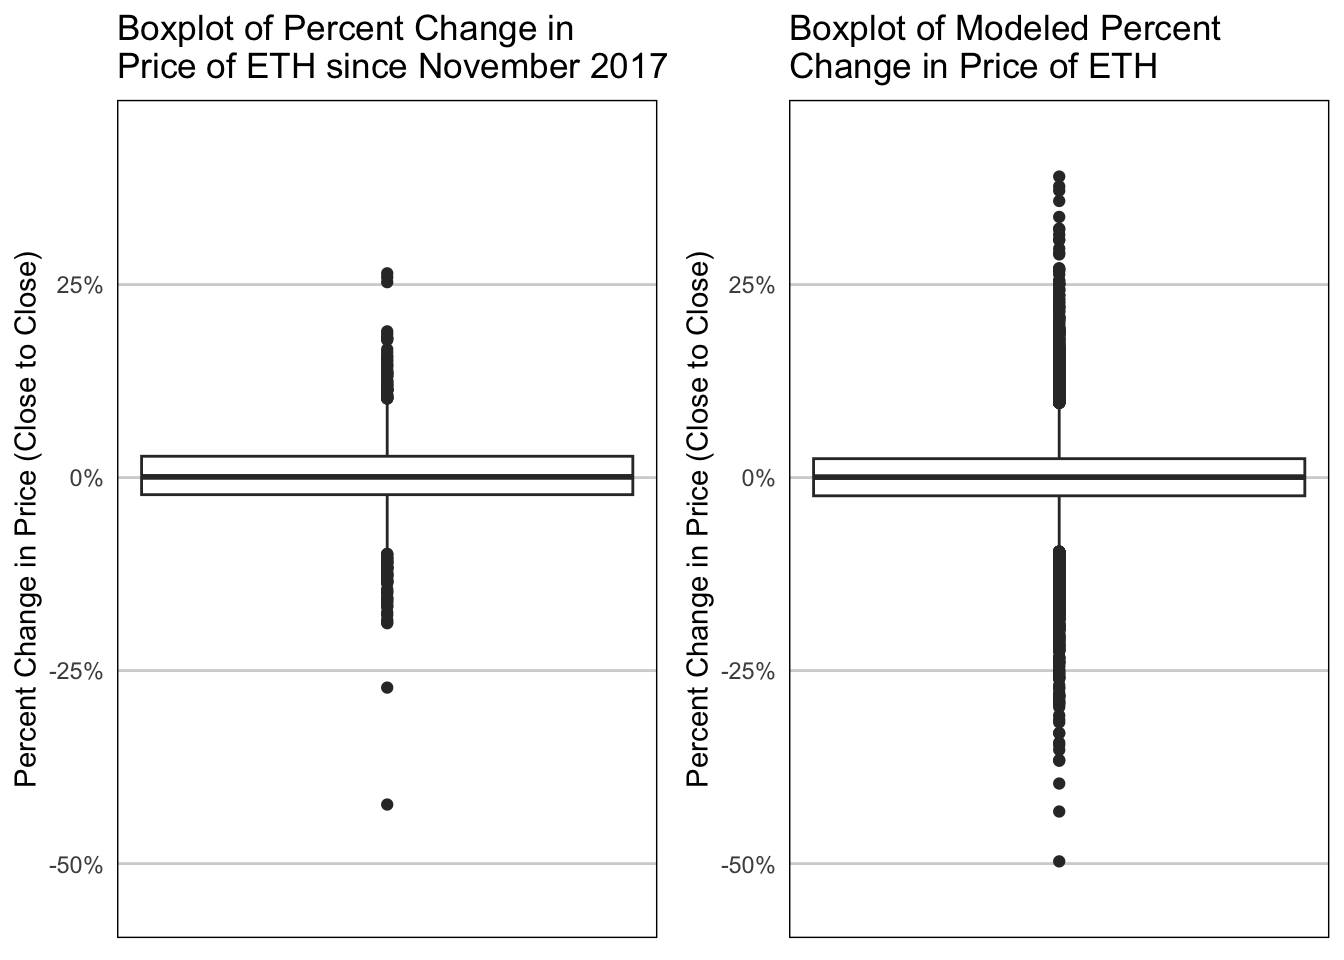 Boxplot of Percent Change in
Price of ETH since November 2017
Percent Change in Price (Close to Close)
25%
0%
-25%
-50%
Boxplot of Modeled Percent
Change in Price of ETH
Percent Change in Price (Close to Close)
25%
0%
-25%
-50%